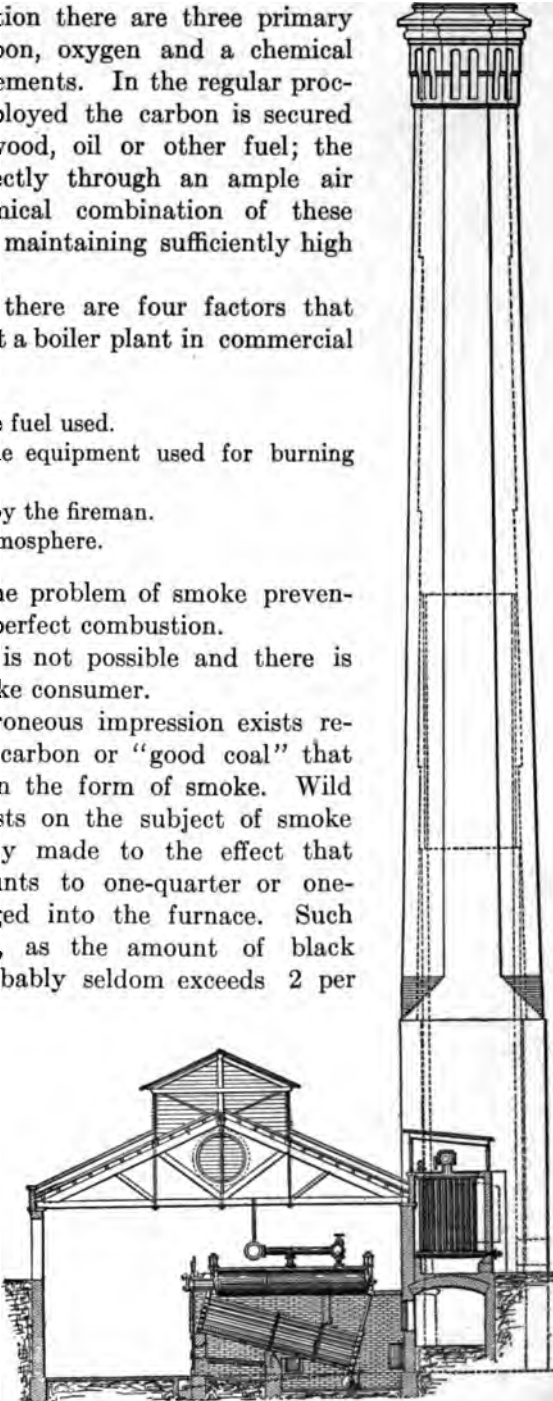 tion there are three primary
bon, oxygen and a chemical
ements. In the regular proc-
ployed the carbon is secured
wood, oil or other fuel; the
ectly through an ample air
mical combination of these
maintaining sufficiently high
there are four factors that
t a boiler plant in commercial
e fuel used.
e equipment used for burning
by the fireman.
mosphere.
ne problem of smoke preven-
perfect combustion.
is not possible and there is
ke consumer.
roneous impression exists re-
carbon or "good coal" that
n the form of smoke. Wild
sts on the subject of smoke
y made to the effect that
unts to one-quarter or one-
ged into the furnace. Such
, as the amount of black
bably seldom exceeds 2 per